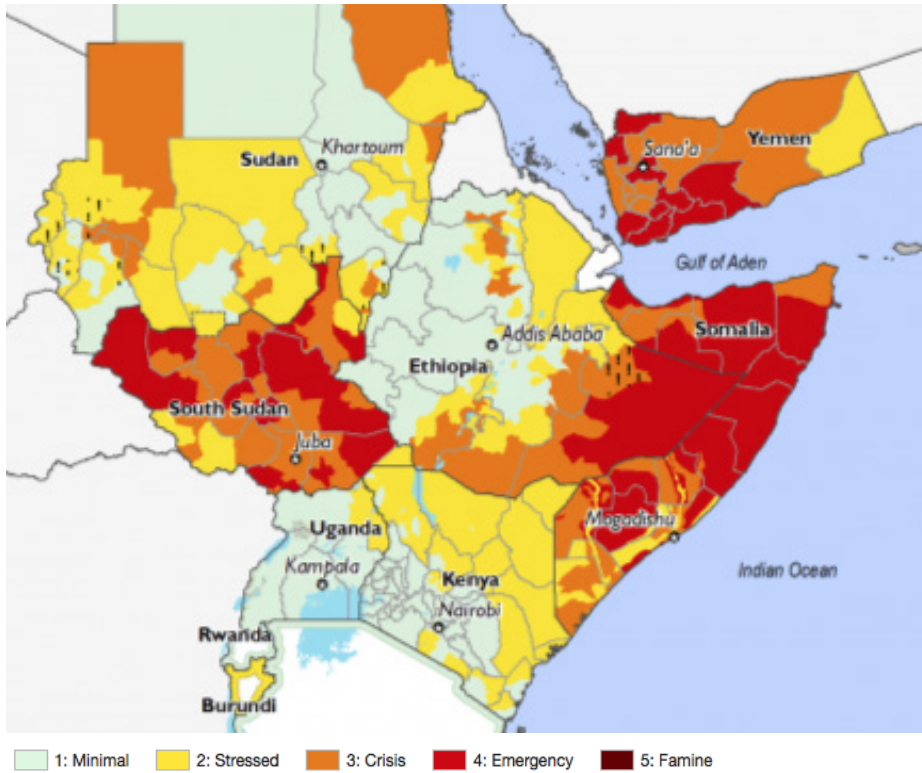 Sudan
Khartoum
Sana'a
Yemen
Gulf of Aden
Somalia
Addis Ababa
Ethiopia
South Sudan
Juba
Mogadishu
Uganda
Kampala
Kenya
Nairobi
Indian Ocean
Rwanda
Burundi
1: Minimal
2: Stressed
3: Crisis
4: Emergency
5: Famine